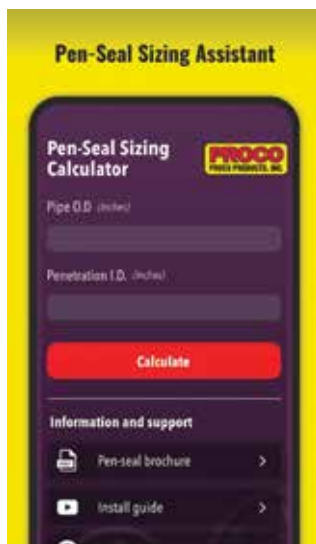 Pen-Seal Sizing Assistant
Pen-Seal Sizing
Calculator
PROCO
PROCO PRODUCTS, INC.
Pipe O.D (inches)
Penetration I.D. (inches)
Calculate
Information and support
Pen-seal brochure
Install guide